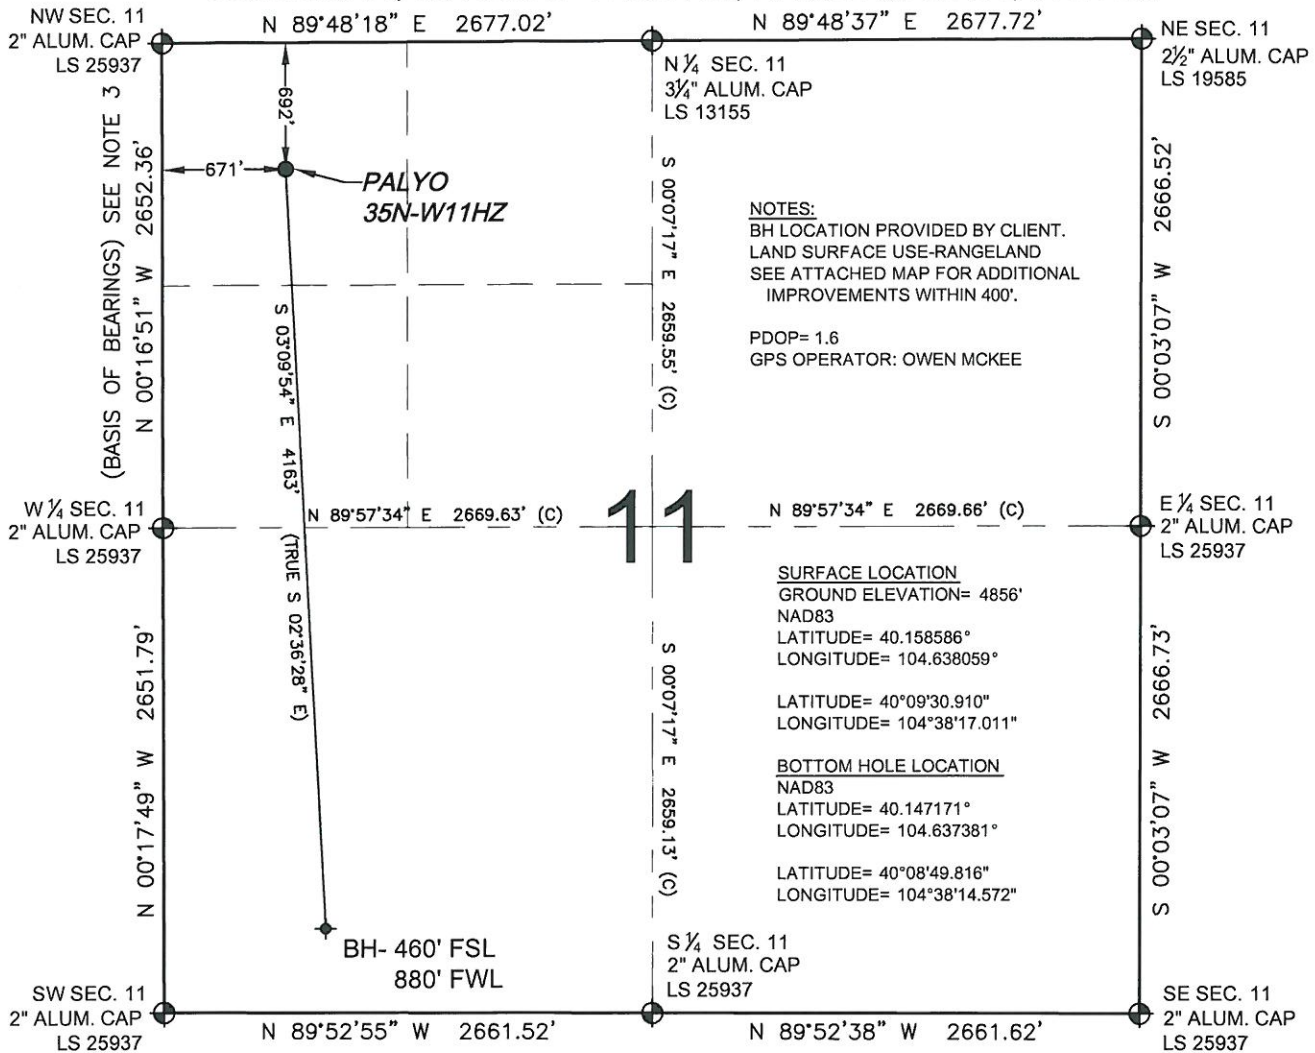 NW SEC. 11
2" ALUM. CAP
LS 25937
N 89°48'18" E 2677.02'
N 89°48'37" E 2677.72'
NE SEC. 11
2½" ALUM. CAP
LS 19585
N ¼ SEC. 11
3¼" ALUM. CAP
LS 13155
692'
671'
PALYO
35N-W11HZ
(BASIS OF BEARINGS) SEE NOTE 3
N 00°16'51" W 2652.36'
S 00°07'17" E 2659.55' (C)
NOTES:
BH LOCATION PROVIDED BY CLIENT.
LAND SURFACE USE-RANGELAND
SEE ATTACHED MAP FOR ADDITIONAL
IMPROVEMENTS WITHIN 400'.
PDOP= 1.6
GPS OPERATOR: OWEN MCKEE
S 00°03'07" W 2666.52'
S 03°09'54" E 4163'
(TRUE S 02°36'28" E)
W ¼ SEC. 11
2" ALUM. CAP
LS 25937
N 89°57'34" E 2669.63' (C)
11
N 89°57'34" E 2669.66' (C)
E ¼ SEC. 11
2" ALUM. CAP
LS 25937
SURFACE LOCATION
GROUND ELEVATION= 4856'
NAD83
LATITUDE= 40.158586°
LONGITUDE= 104.638059°
LATITUDE= 40°09'30.910"
LONGITUDE= 104°38'17.011"
BOTTOM HOLE LOCATION
NAD83
LATITUDE= 40.147171°
LONGITUDE= 104.637381°
LATITUDE= 40°08'49.816"
LONGITUDE= 104°38'14.572"
N 00°17'49" W 2651.79'
S 00°07'17" E 2659.13' (C)
S 00°03'07" W 2666.73'
BH- 460' FSL
880' FWL
S ¼ SEC. 11
2" ALUM. CAP
LS 25937
SW SEC. 11
2" ALUM. CAP
LS 25937
N 89°52'55" W 2661.52'
N 89°52'38" W 2661.62'
SE SEC. 11
2" ALUM. CAP
LS 25937